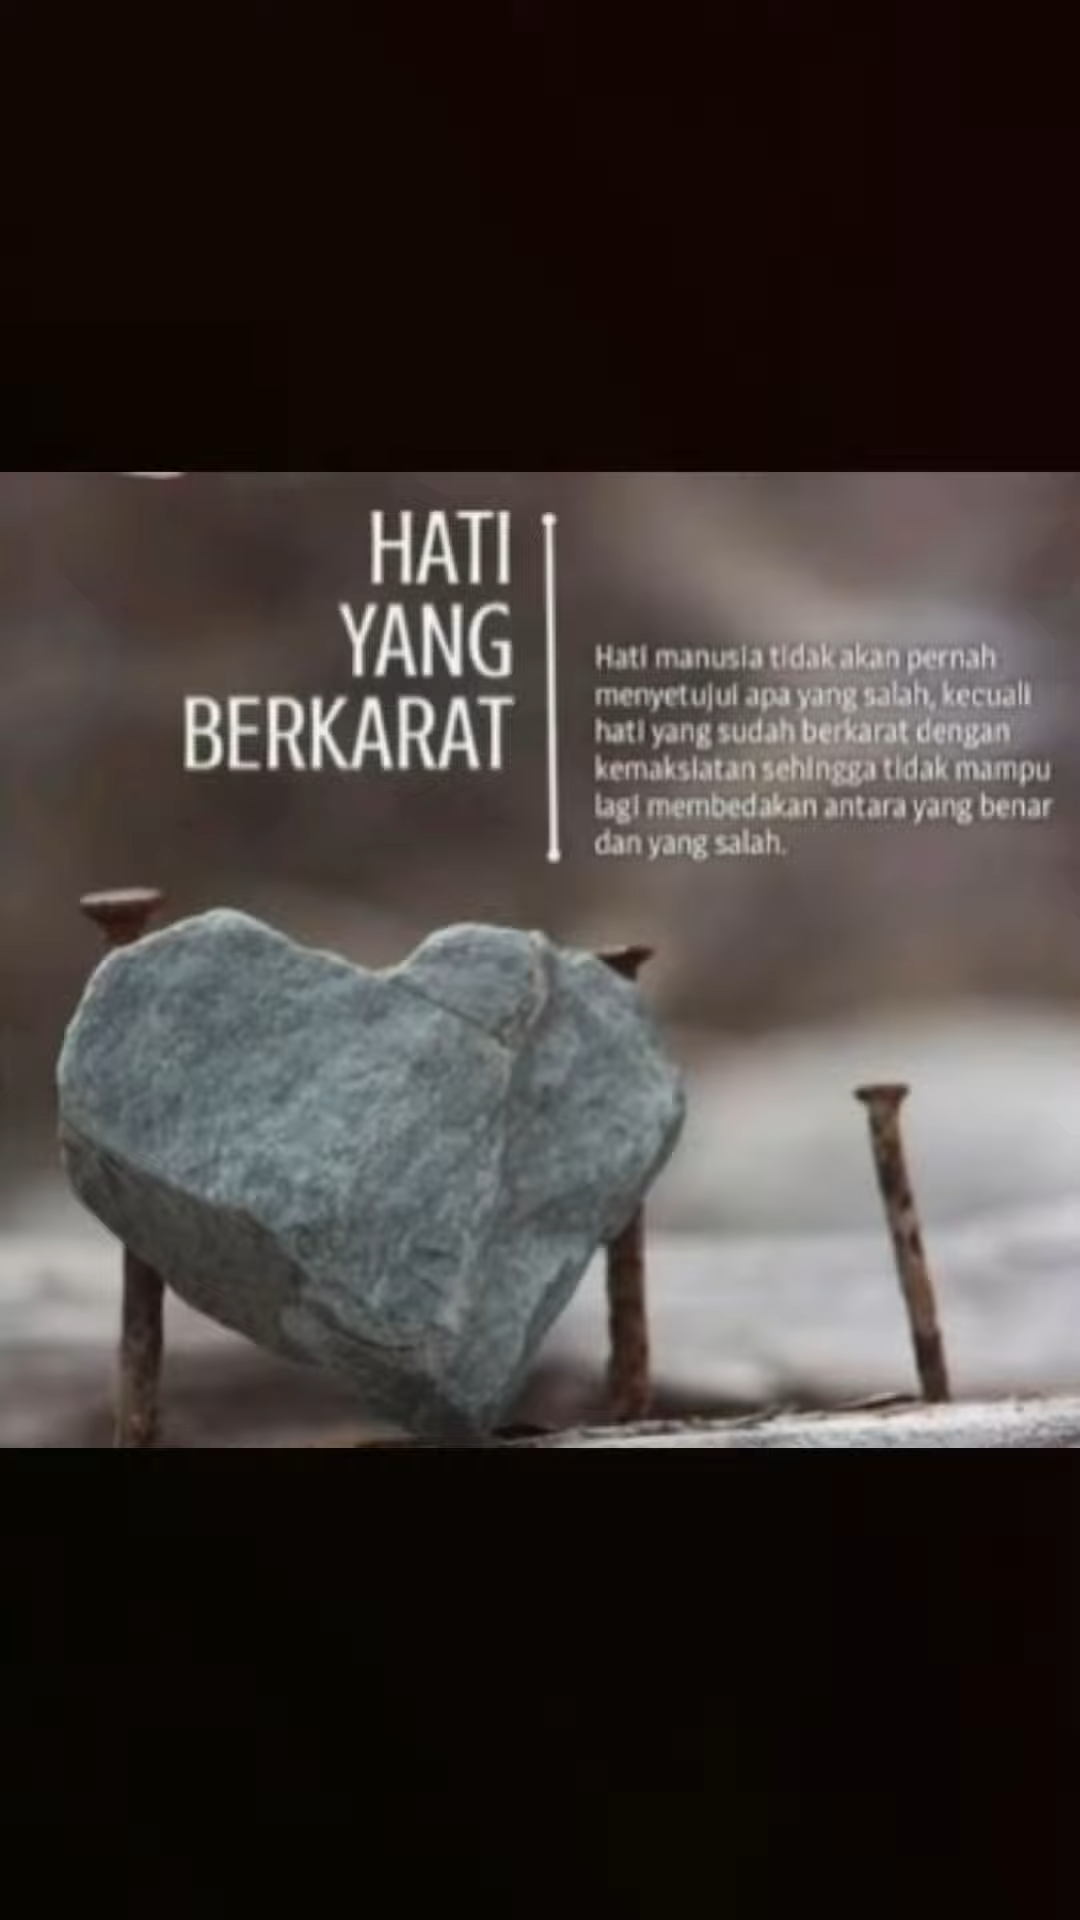 HATI
YANG
BERKARAT
Hati manusia tidak akan pernah
menyetujui apa yang salah, kecuali
hati yang sudah berkarat dengan
kemaksiatan sehingga tidak mampu
lagi membedakan antara yang benar
dan yang salah.